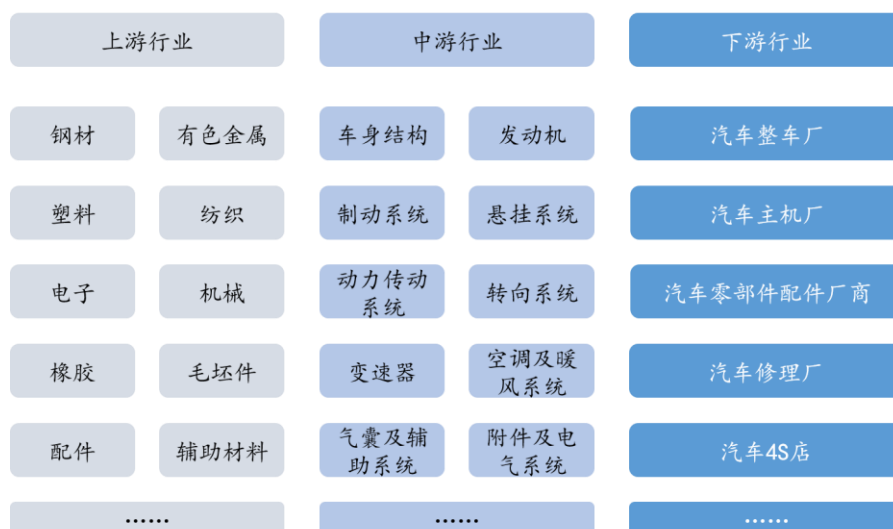 上游行业
中游行业
下游行业
钢材
有色金属
车身结构
发动机
汽车整车厂
塑料
纺织
制动系统
悬挂系统
汽车主机厂
电子
机械
动力传动
系统
转向系统
汽车零部件配件厂商
橡胶
毛坯件
变速器
空调及暖
风系统
汽车修理厂
配件
辅助材料
气囊及辅
助系统
附件及电
气系统
汽车4S店
……
……
……